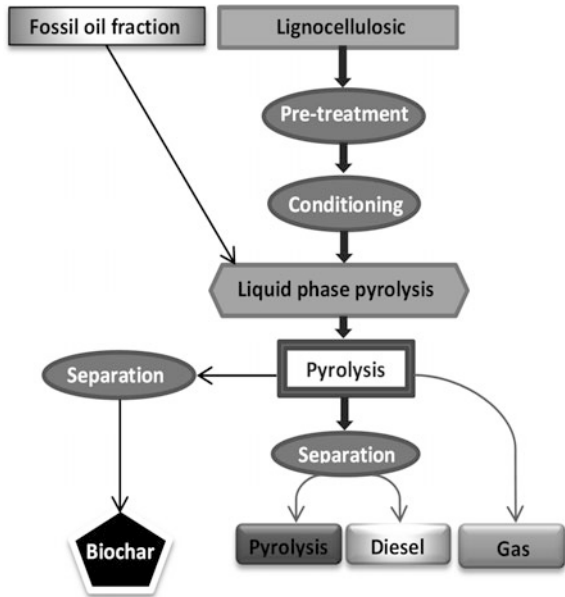 Fossil oil fraction
Lignocellulosic
Pre-treatment
Conditioning
Liquid phase pyrolysis
Pyrolysis
Separation
Separation
Biochar
Pyrolysis
Diesel
Gas